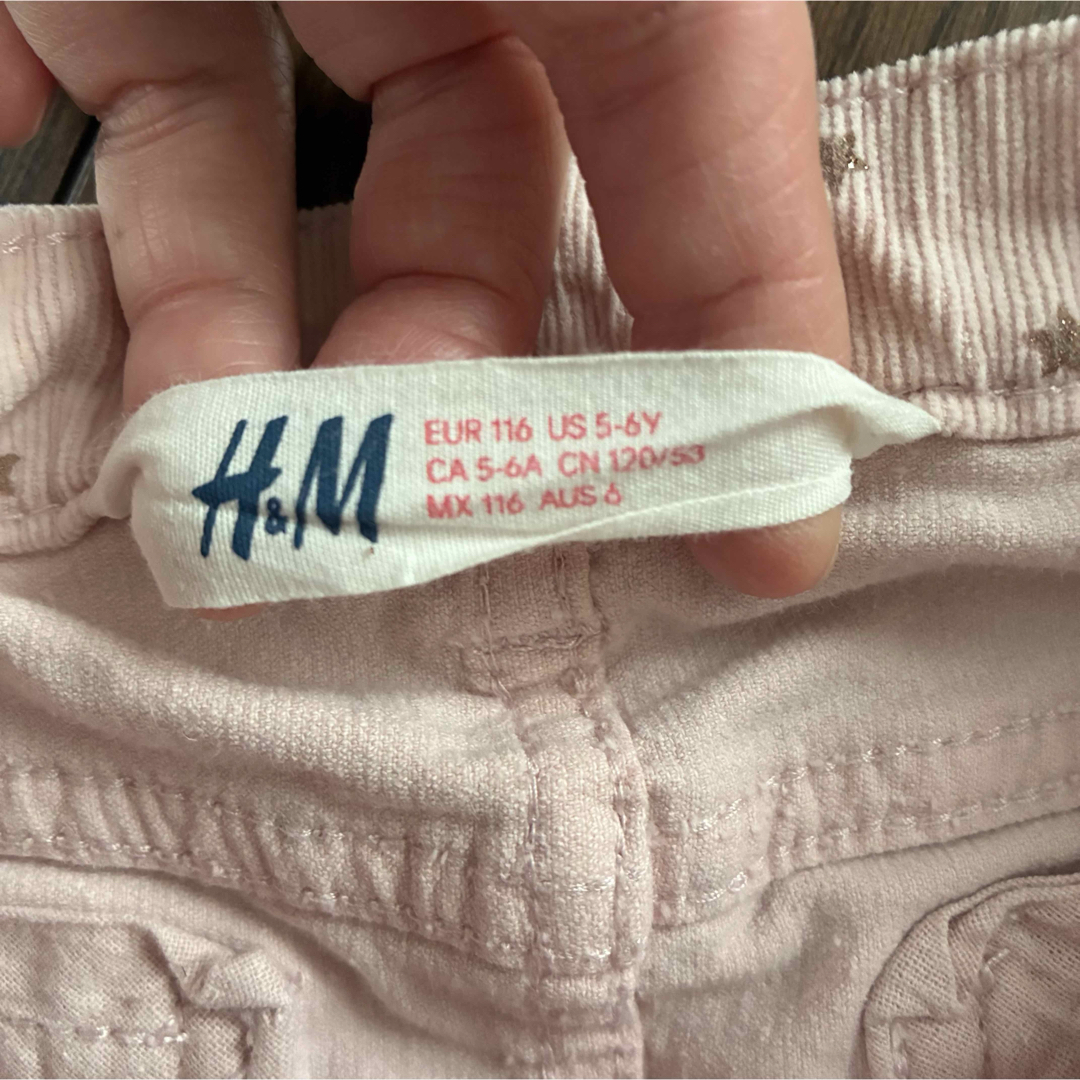 H&M
EUR 116 US 5-6Y
CA 5-6A CN 120/53
MX 116 AUS 6